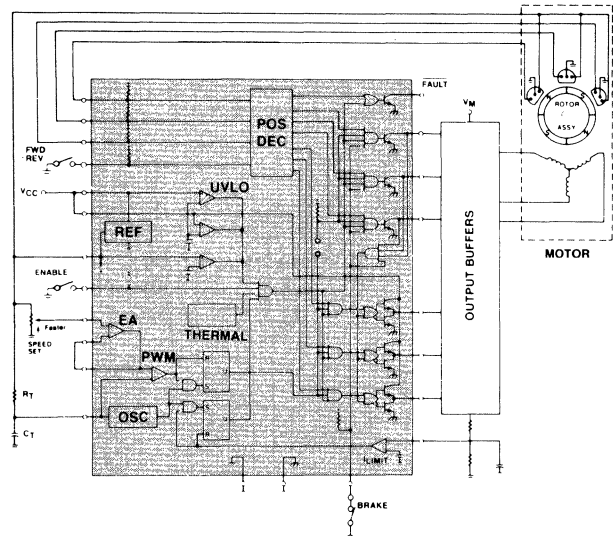 FAULT
VM
ROTOR
ASSY
MOTOR
POS
DEC
FWD
REV
UVLO
VCC
REF
OUTPUT BUFFERS
ENABLE
EA
THERMAL
Faster
SPEED
SET
PWM
RT
OSC
CT
ILIMIT
BRAKE